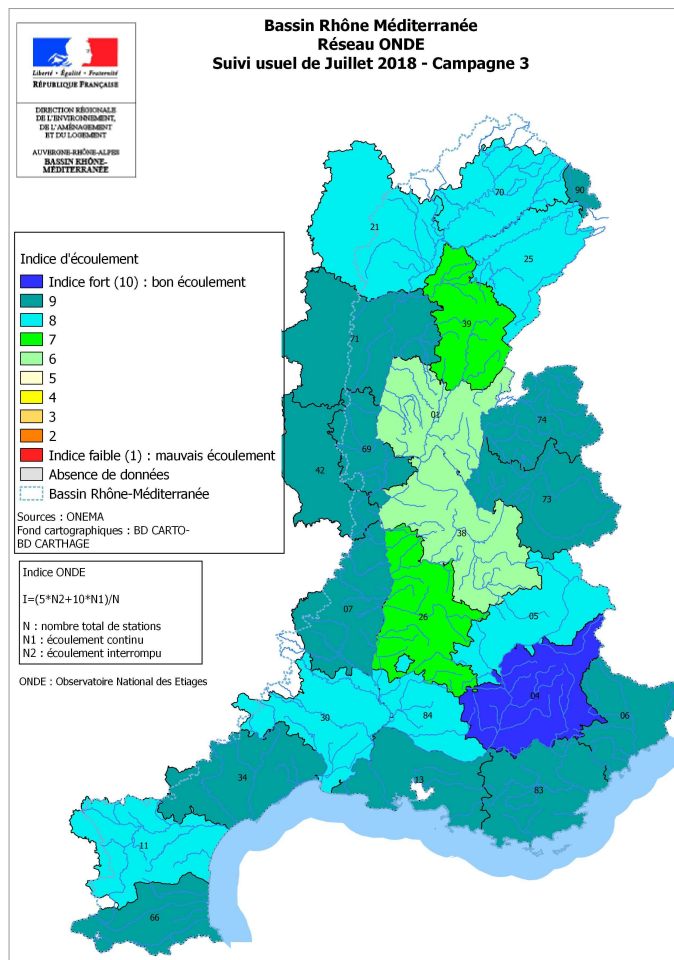 Bassin Rhône Méditerranée
Réseau ONDE
Suivi usuel de Juillet 2018 - Campagne 3
Liberté • Égalité • Fraternité
RÉPUBLIQUE FRANÇAISE
DIRECTION RÉGIONALE
DE L'ENVIRONNEMENT,
DE L'AMÉNAGEMENT
ET DU LOGEMENT
AUVERGNE-RHÔNE-ALPES
BASSIN RHÔNE-
MÉDITERRANÉE
Indice d'écoulement
Indice fort (10) : bon écoulement
9
8
7
6
5
4
3
2
Indice faible (1) : mauvais écoulement
Absence de données
Bassin Rhône-Méditerranée
Sources : ONEMA
Fond cartographiques : BD CARTO-
BD CARTHAGE
Indice ONDE
I=(5*N2+10*N1)/N
N : nombre total de stations
N1 : écoulement continu
N2 : écoulement interrompu
ONDE : Observatoire National des Etiages
70
90
21
25
39
71
01
74
69
42
73
38
07
26
05
04
06
30
84
34
13
83
11
66